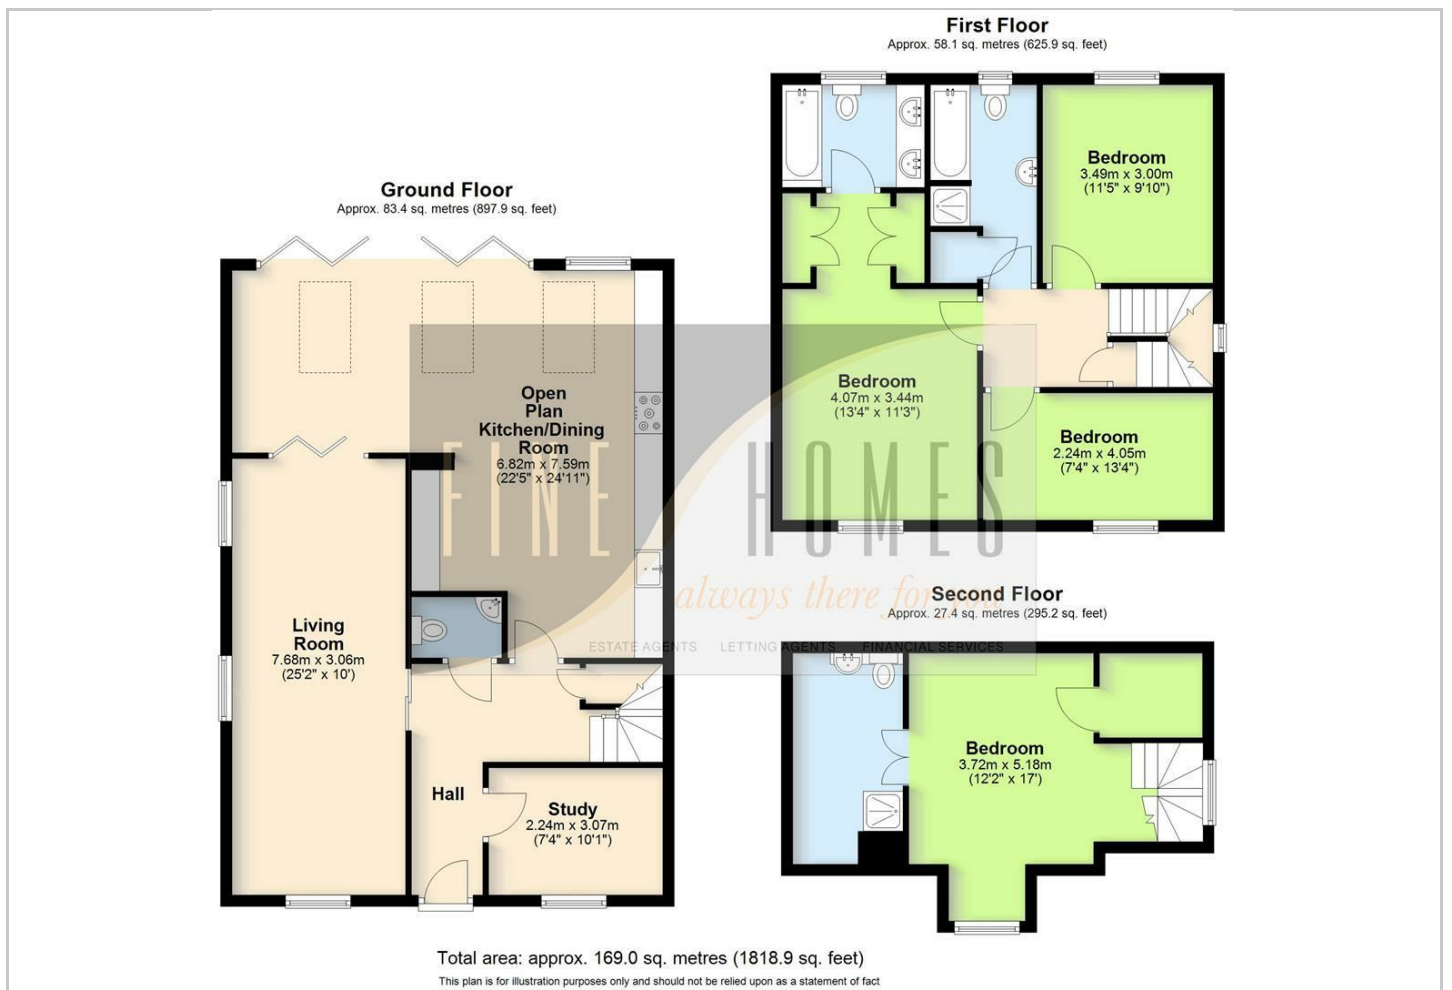 Ground Floor
Approx. 83.4 sq. metres (897.9 sq. feet)
Open
Plan
Kitchen/Dining
Room
6.82m x 7.59m
(22'5" x 24'11")
Living
Room
7.68m x 3.06m
(25'2" x 10')
Hall
Study
2.24m x 3.07m
(7'4" x 10'1")
First Floor
Approx. 58.1 sq. metres (625.9 sq. feet)
Bedroom
3.49m x 3.00m
(11'5" x 9'10")
Bedroom
4.07m x 3.44m
(13'4" x 11'3")
Bedroom
2.24m x 4.05m
(7'4" x 13'4")
Second Floor
Approx. 27.4 sq. metres (295.2 sq. feet)
Bedroom
3.72m x 5.18m
(12'2" x 17')
FINE HOMES
always there for you
ESTATE AGENTS LETTING AGENTS FINANCIAL SERVICES
Total area: approx. 169.0 sq. metres (1818.9 sq. feet)
This plan is for illustration purposes only and should not be relied upon as a statement of fact